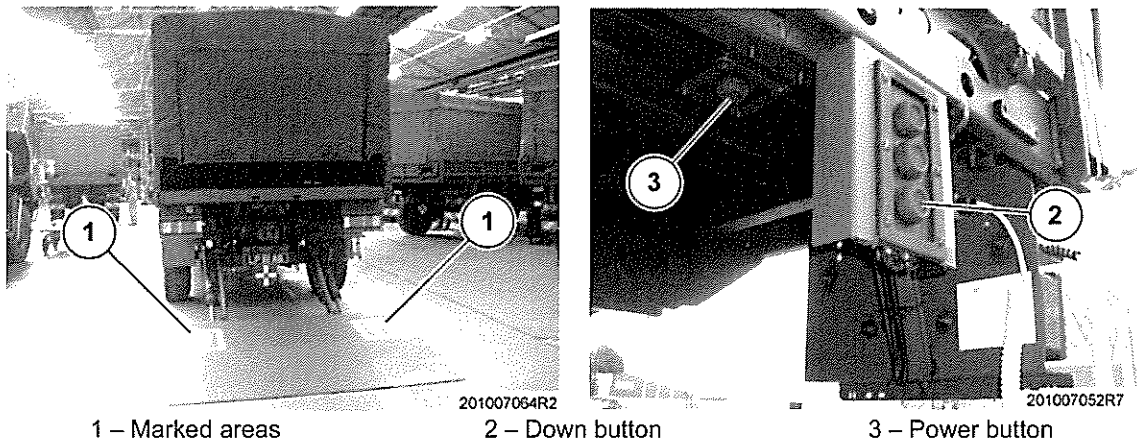 1
1
3
2
201007064R2
201007052R7
1 – Marked areas
2 – Down button
3 – Power button